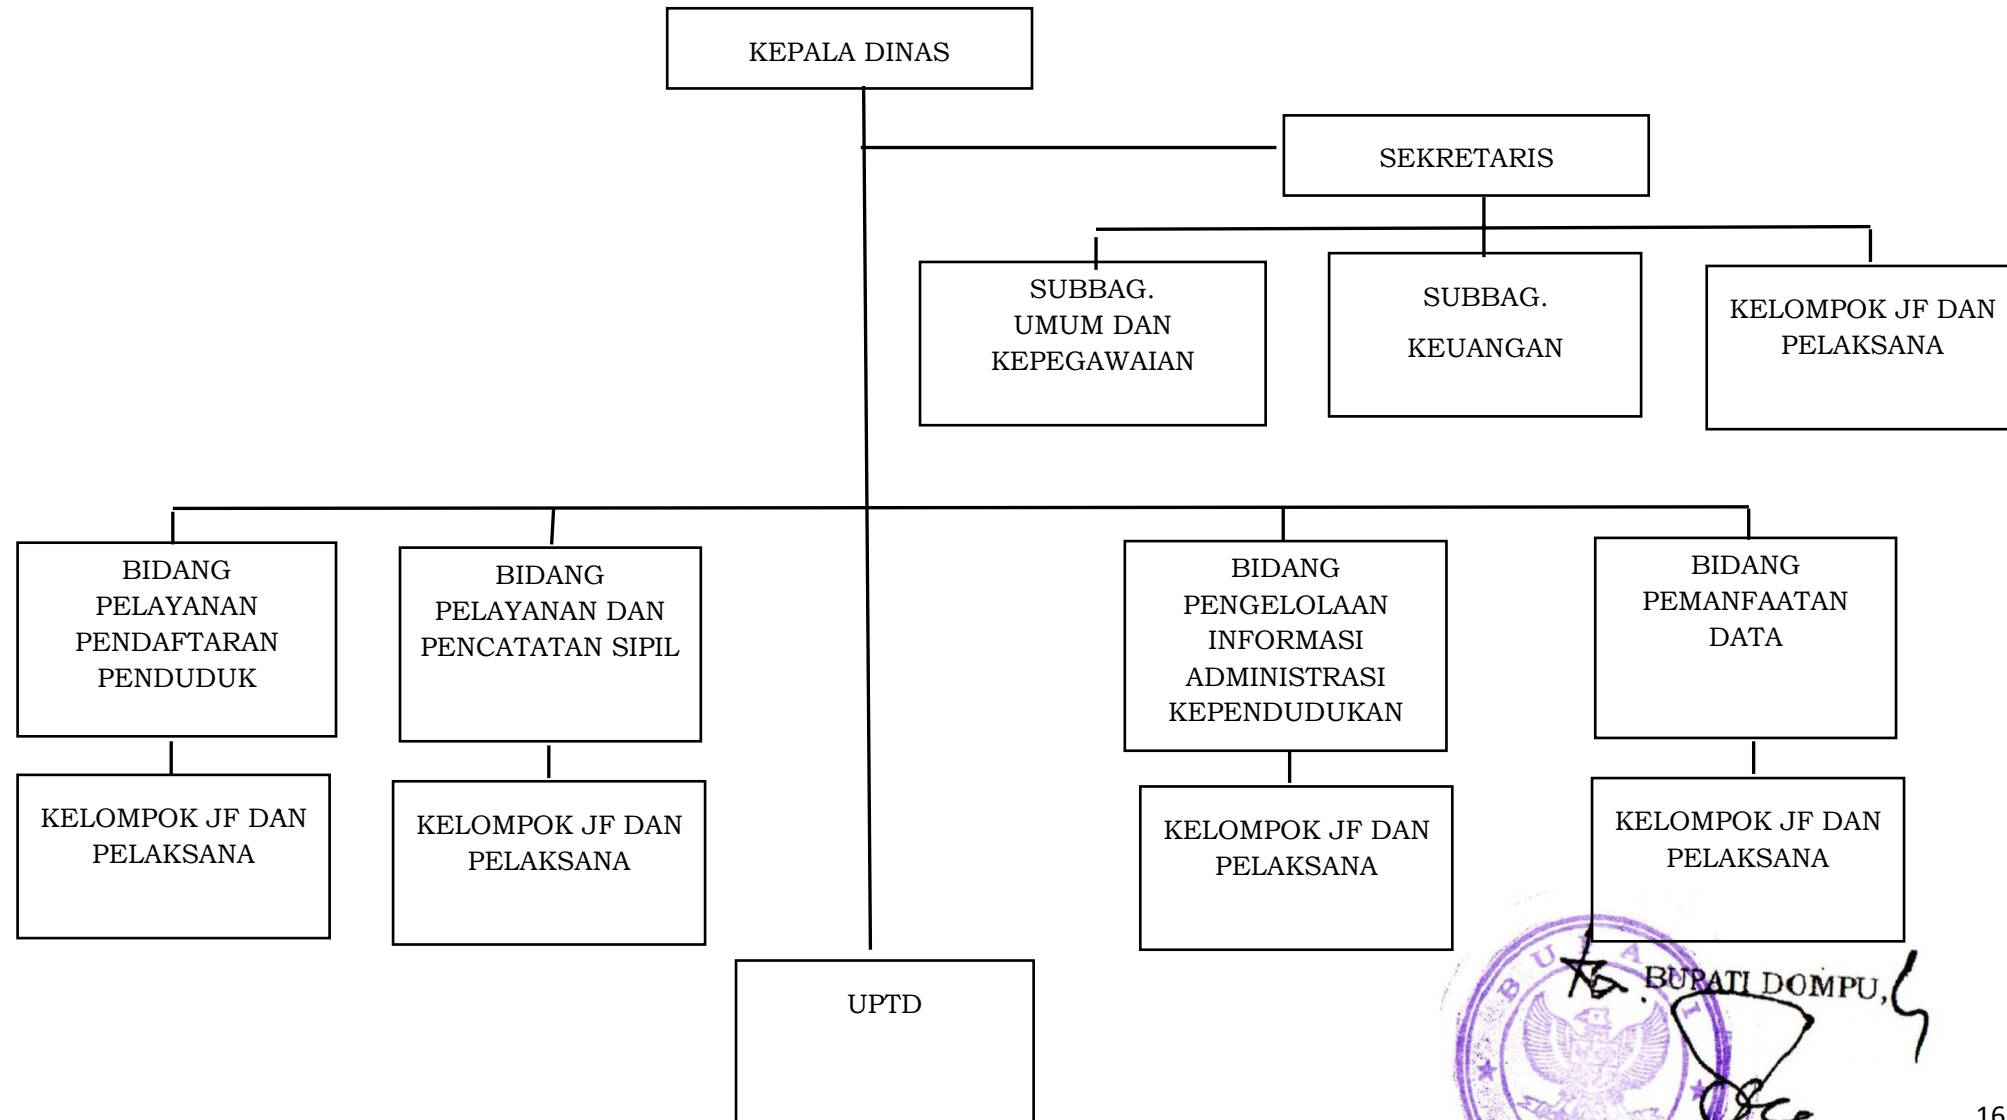 KEPALA DINAS
SEKRETARIS
SUBBAG.
UMUM DAN
KEPEGAWAIAN
SUBBAG.
KEUANGAN
KELOMPOK JF DAN
PELAKSANA
BIDANG
PELAYANAN
PENDAFTARAN
PENDUDUK
BIDANG
PELAYANAN DAN
PENCATATAN SIPIL
BIDANG
PENGELOLAAN
INFORMASI
ADMINISTRASI
KEPENDUDUKAN
BIDANG
PEMANFAATAN
DATA
KELOMPOK JF DAN
PELAKSANA
KELOMPOK JF DAN
PELAKSANA
KELOMPOK JF DAN
PELAKSANA
KELOMPOK JF DAN
PELAKSANA
UPTD
BUPATI
BUPATI DOMPU,
16